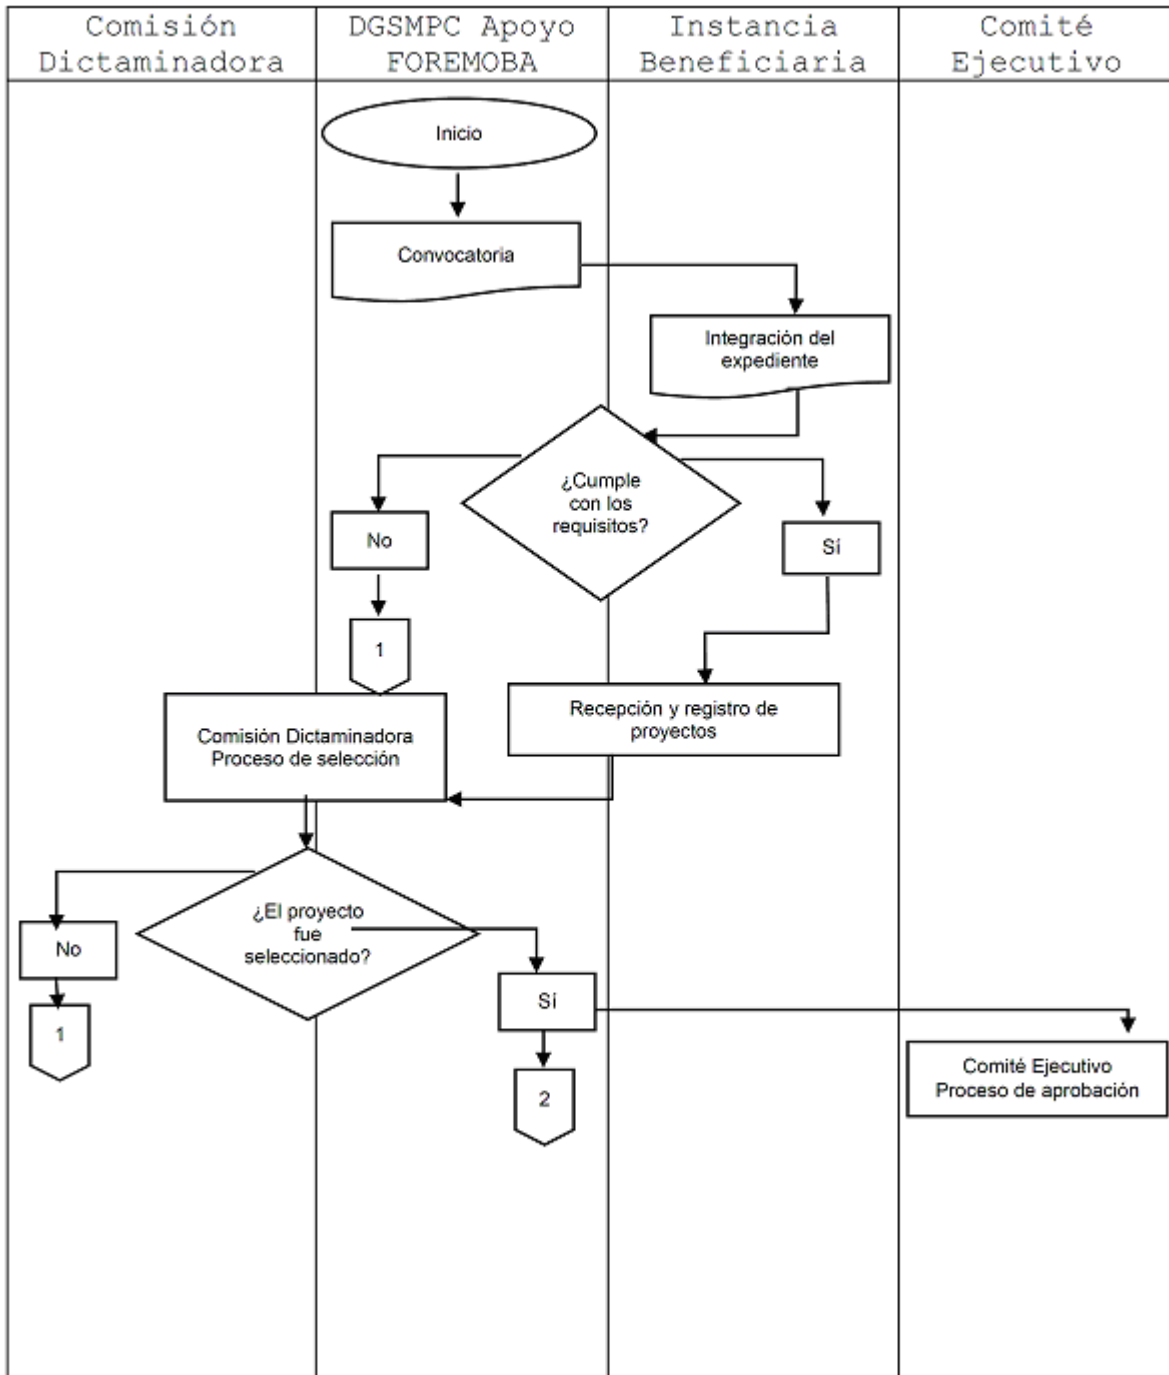 Comisión
Dictaminadora
DGSMPC Apoyo
FOREMOBA
Instancia
Beneficiaria
Comité
Ejecutivo
Inicio
Convocatoria
Integración del
expediente
¿Cumple
con los
requisitos?
No
Sí
1
Recepción y registro de
proyectos
Comisión Dictaminadora
Proceso de selección
¿El proyecto
fue
seleccionado?
No
Sí
1
2
Comité Ejecutivo
Proceso de aprobación